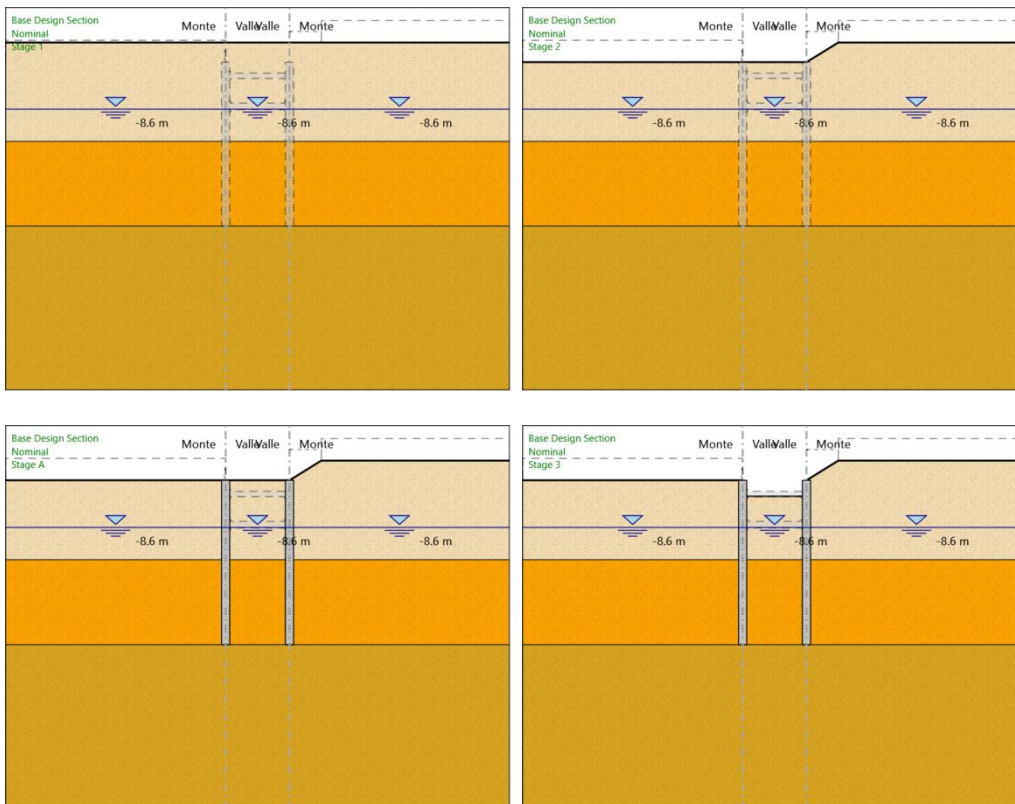 Base Design Section
Nominal
Stage 1
Monte Valle Valle Monte
-8.6 m -8.6 m -8.6 m
Base Design Section
Nominal
Stage 2
Monte Valle Valle Monte
-8.6 m -8.6 m -8.6 m
Base Design Section
Nominal
Stage A
Monte Valle Valle Monte
-8.6 m -8.6 m -8.6 m
Base Design Section
Nominal
Stage 3
Monte Valle Valle Monte
-8.6 m -8.6 m -8.6 m